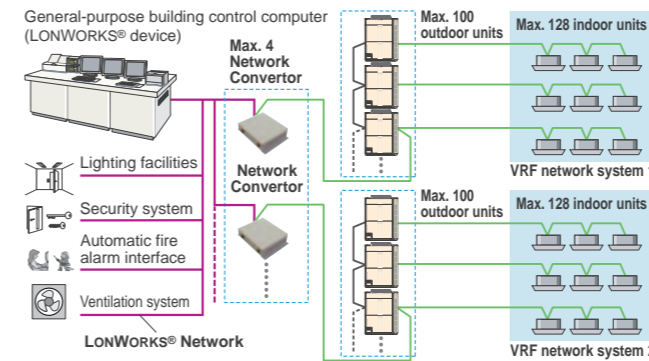 General-purpose building control computer
(LONWORKS® device)
Max. 4
Network
Convertor
Max. 100
outdoor units
Max. 128 indoor units
VRF network system
Lighting facilities
Security system
Automatic fire
alarm interface
Ventilation system
LONWORKS® Network
Network
Convertor
Max. 100
outdoor units
Max. 128 indoor units
VRF network system